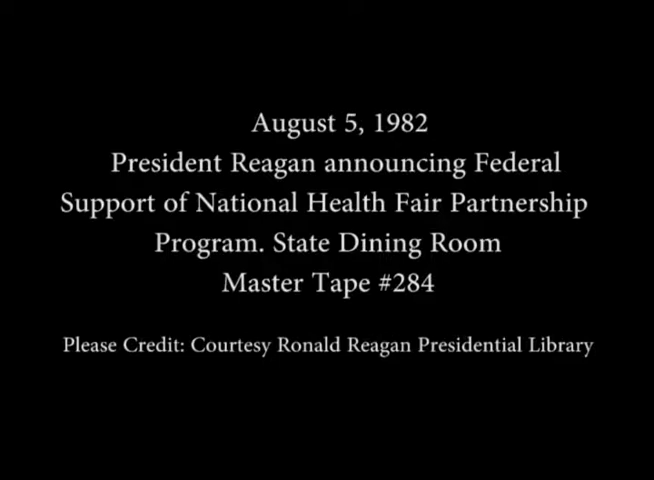 August 5, 1982
President Reagan announcing Federal
Support of National Health Fair Partnership
Program. State Dining Room
Master Tape #284
Please Credit: Courtesy Ronald Reagan Presidential Library